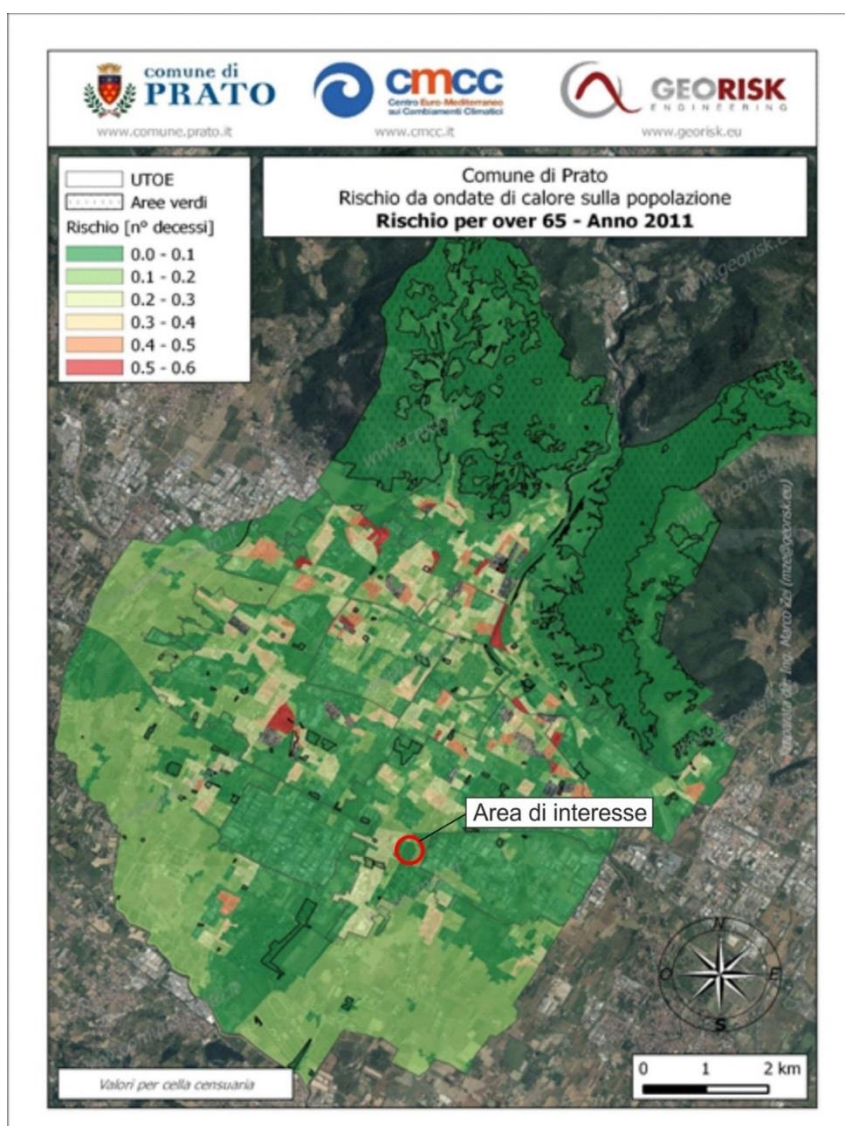 comune di
PRATO
www.comune.prato.it
cmcc
Centro Euro-Mediterraneo
sui Cambiamenti Climatici
www.cmcc.it
GEORISK
ENGINEERING
www.georisk.eu
UTOE
Aree verdi
Rischio [n° decessi]
0.0 - 0.1
0.1 - 0.2
0.2 - 0.3
0.3 - 0.4
0.4 - 0.5
0.5 - 0.6
Comune di Prato
Rischio da ondate di calore sulla popolazione
Rischio per over 65 - Anno 2011
Area di interesse
N
O
E
S
0 1 2 km
Valori per cella censuaria